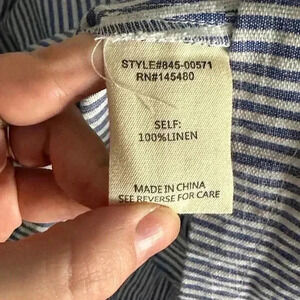 STYLE#845-00571
RN#145480
SELF:
100%LINEN
MADE IN CHINA
SEE REVERSE FOR CARE